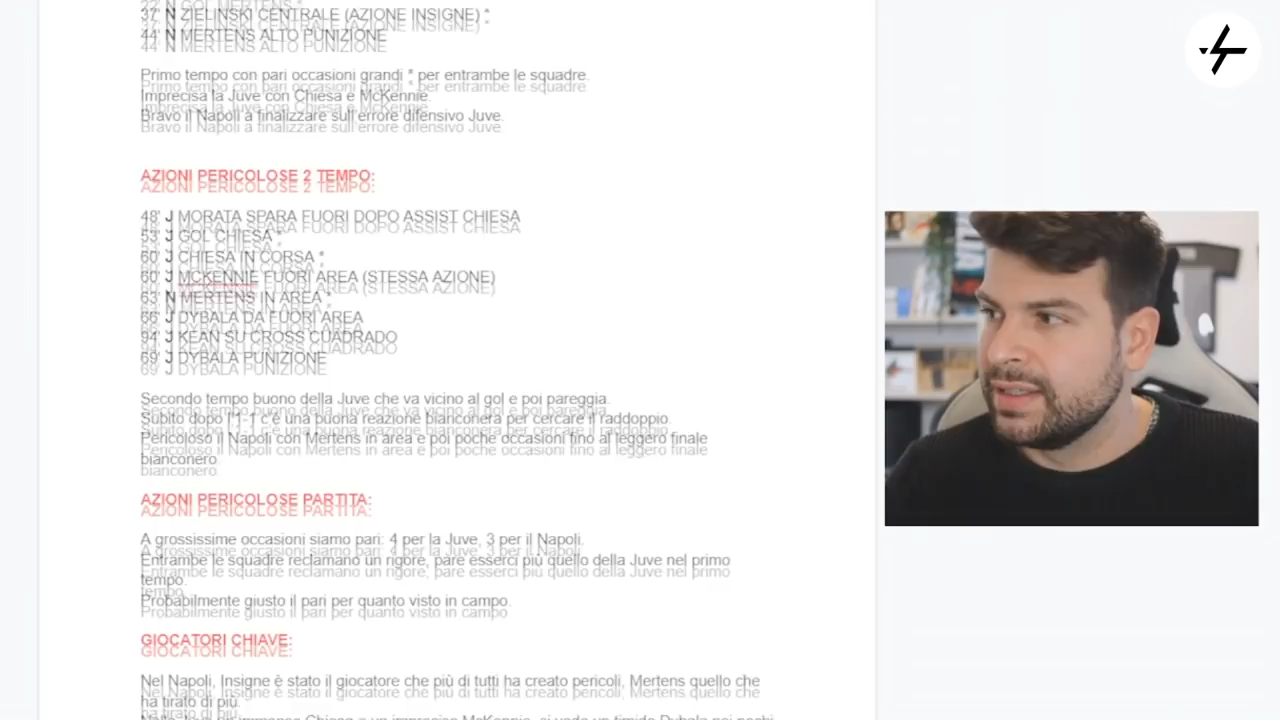 37' N ZIELINSKI CENTRALE (AZIONE INSIGNE) *
44' N MERTENS ALTO PUNIZIONE
Primo tempo con pari occasioni grandi * per entrambe le squadre.
Imprecisa la Juve con Chiesa e McKennie.
Bravo il Napoli a finalizzare sull'errore difensivo Juve.
AZIONI PERICOLOSE 2 TEMPO:
48' J MORATA SPARA FUORI DOPO ASSIST CHIESA
53' J GOL CHIESA *
60' J CHIESA IN CORSA *
60' J MCKENNIE FUORI AREA (STESSA AZIONE)
63' N MERTENS IN AREA *
66' J DYBALA DA FUORI AREA
94' J KEAN SU CROSS CUADRADO
69' J DYBALA PUNIZIONE
Secondo tempo buono della Juve che va vicino al gol e poi pareggia.
Subito dopo [1-1 c'è una buona reazione bianconera per cercare il raddoppio.
Pericoloso il Napoli con Mertens in area e poi poche occasioni fino al leggero finale
bianconero.
AZIONI PERICOLOSE PARTITA:
A grossissime occasioni siamo pari: 4 per la Juve, 3 per il Napoli.
Entrambe le squadre reclamano un rigore, pare esserci più quello della Juve nel primo
tempo.
Probabilmente giusto il pari per quanto visto in campo.
GIOCATORI CHIAVE:
Nel Napoli, Insigne è stato il giocatore che più di tutti ha creato pericoli, Mertens quello che
ha tirato di più.